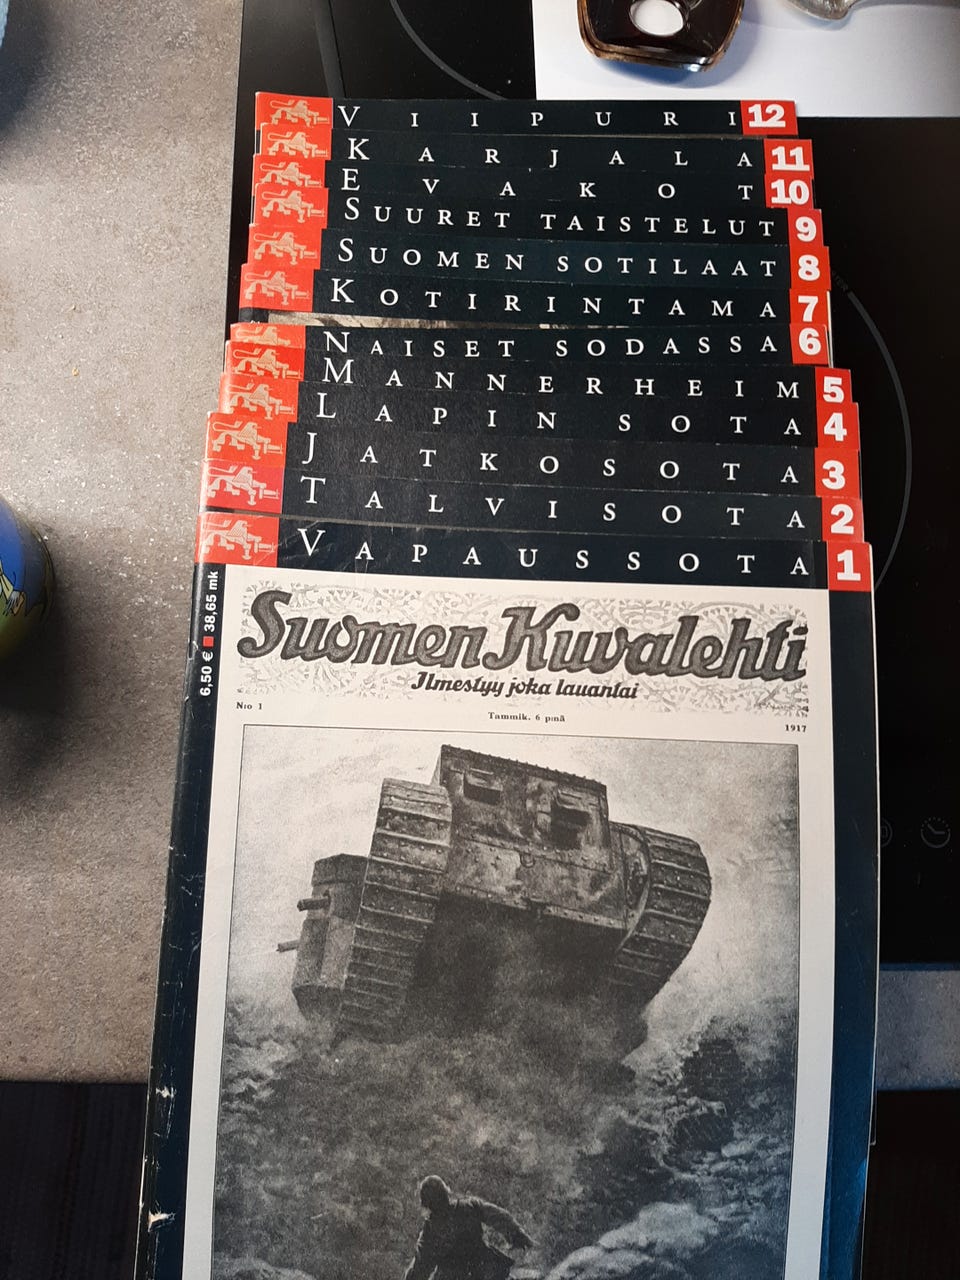 VIIPURI 12
KARJALA 11
EVAKOT 10
SUURET TAISTELUT 9
SUOMEN SOTILAAT 8
KOTIRINTAMA 7
NAISET SODASSA 6
MANNERHEIM 5
LAPIN SOTA 4
JATKOSOTA 3
TALVISOTA 2
VAPAUSSOTA 1
6,50 € ■ 38,65 mk
Suomen Kuvalehti
Ilmestyy joka lauantai
N:o 1
Tammik. 6 p:nä
1917